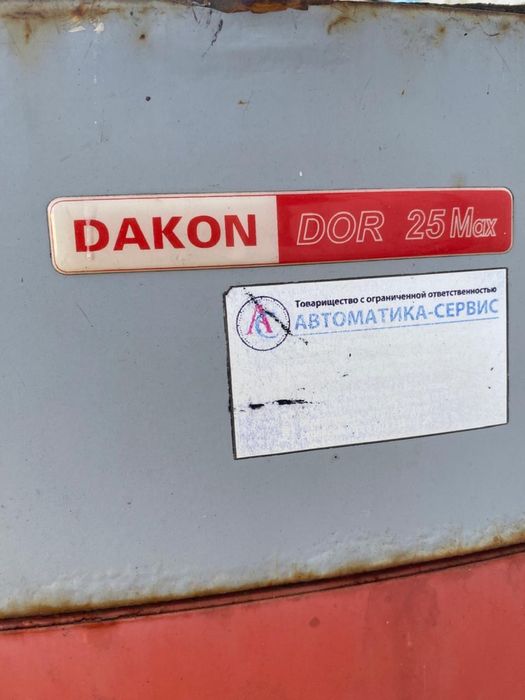 DAKON DOR 25 Max
Товарищество с ограниченной ответственностью
АВТОМАТИКА-СЕРВИС